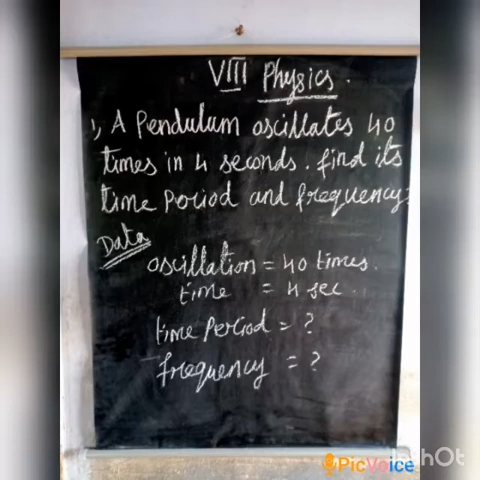 VIII Physics.
1, A Pendulum oscillates 40
times in 4 seconds. find its
time Period and frequency.
Data
oscillation = 40 times.
time = 4 sec.
time Period = ?
frequency = ?
PicVoice